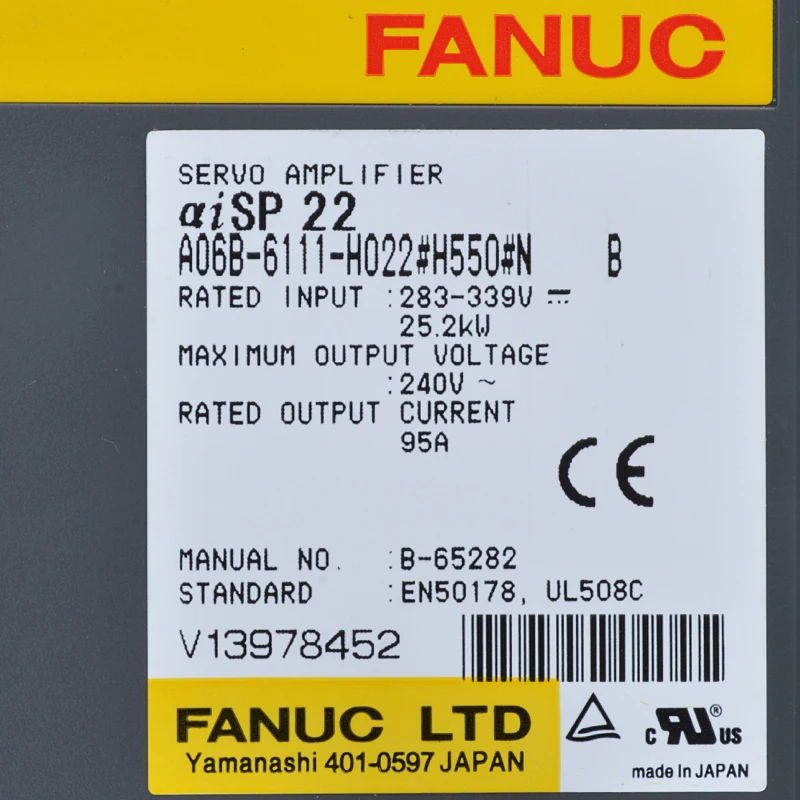 FANUC
SERVO AMPLIFIER
αiSP 22
A06B-6111-H022#H550#N B
RATED INPUT :283-339V ⎓
25.2kW
MAXIMUM OUTPUT VOLTAGE
:240V ~
RATED OUTPUT CURRENT
95A
CE
MANUAL NO. :B-65282
STANDARD :EN50178, UL508C
V13978452
FANUC LTD
Yamanashi 401-0597 JAPAN
c RU® US
made In JAPAN